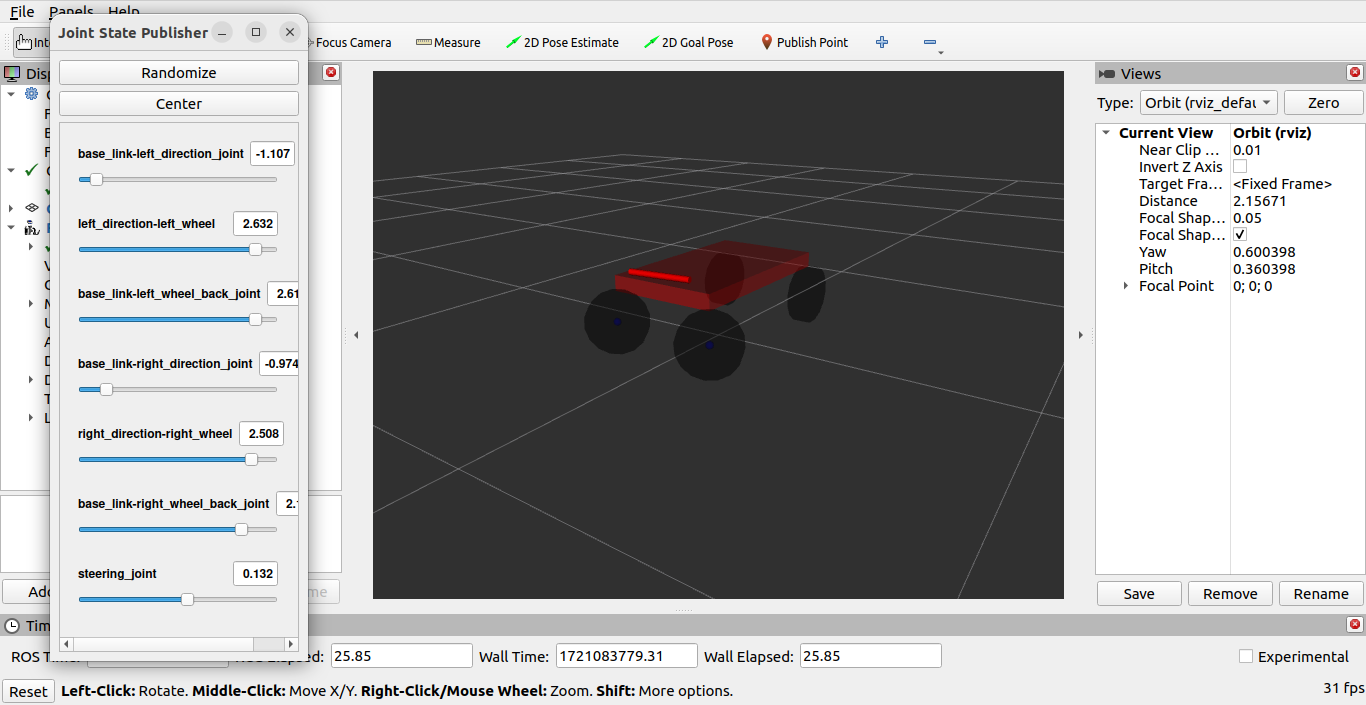 File Panels Help
Joint State Publisher
Int
Focus Camera
Measure
2D Pose Estimate
2D Goal Pose
Publish Point
Randomize
Center
base_link-left_direction_joint -1.107
left_direction-left_wheel 2.632
base_link-left_wheel_back_joint 2.61
base_link-right_direction_joint -0.974
right_direction-right_wheel 2.508
base_link-right_wheel_back_joint 2.
steering_joint 0.132
Views
Type: Orbit (rviz_defau Zero
Current View Orbit (rviz)
Near Clip ... 0.01
Invert Z Axis
Target Fra... <Fixed Frame>
Distance 2.15671
Focal Shap... 0.05
Focal Shap... ✓
Yaw 0.600398
Pitch 0.360398
Focal Point 0; 0; 0
Save Remove Rename
ROS Elapsed: 25.85 Wall Time: 1721083779.31 Wall Elapsed: 25.85
Experimental
Reset Left-Click: Rotate. Middle-Click: Move X/Y. Right-Click/Mouse Wheel: Zoom. Shift: More options.
31 fps